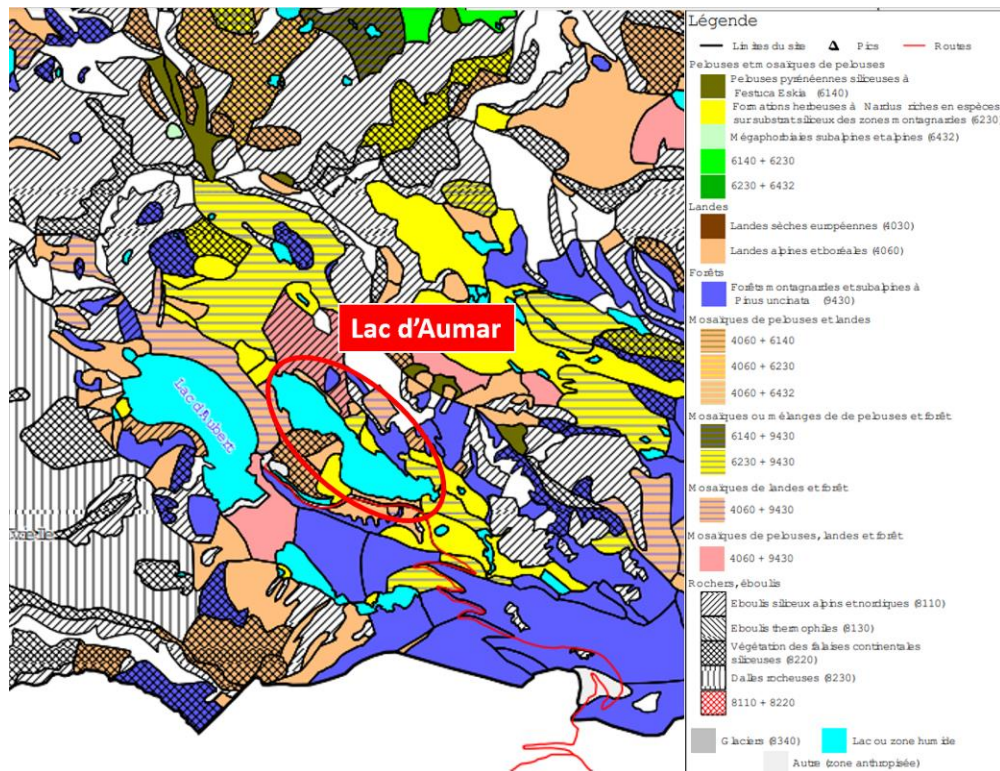 Lac d'Aumar
Lac d'Aubert
velle
Légende
Limites du site
Pics
Routes
Pelouses et mosaïques de pelouses
Pelouses pyrénéennes siliceuses à
Festuca Eskia (6140)
Formations herbeuses à Nardus riches en espèces
sur substrat siliceux des zones montagnardes (6230)
Mégaphorbiaies subalpines et alpines (6432)
6140 + 6230
6230 + 6432
Landes
Landes sèches européennes (4030)
Landes alpines et boréales (4060)
Forêts
Forêts montagnardes et subalpines à
Pinus uncinata (9430)
Mosaïques de pelouses et landes
4060 + 6140
4060 + 6230
4060 + 6432
Mosaïques ou mélanges de de pelouses et forêt
6140 + 9430
6230 + 9430
Mosaïques de landes et forêt
4060 + 9430
Mosaïques de pelouses, landes et forêt
4060 + 9430
Rochers, éboulis
Eboulis siliceux alpins et nordiques (8110)
Eboulis thermophiles (8130)
Végétation des falaises continentales
siliceuses (8220)
Dalles rocheuses (8230)
8110 + 8220
Glaciers (8340)
Lac ou zone humide
Autre (zone anthropisée)